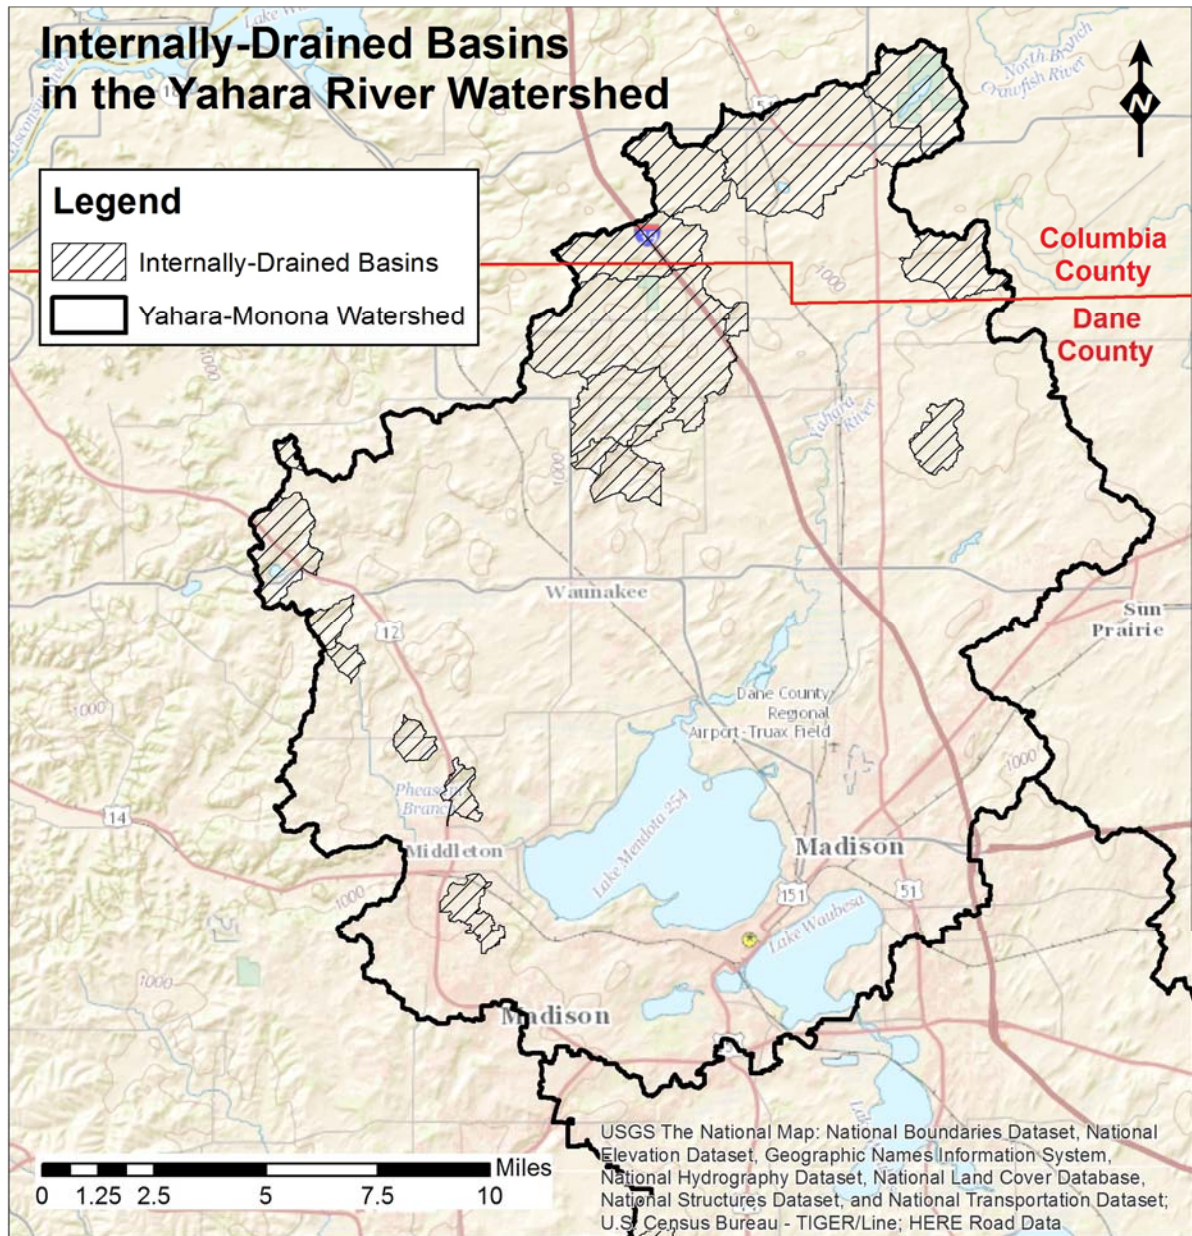 Internally-Drained Basins
in the Yahara River Watershed
Legend
Internally-Drained Basins
Yahara-Monona Watershed
N
North Branch
Crawfish River
Columbia
County
Dane
County
1000
1000
1000
Yahara
River
Waunakee
12
Sun
Prairie
1000
Dane County
Regional
Airport-Truax Field
1000
Pheasant
Branch
14
Middleton
Lake Mendota 254
Madison
151
51
1000
Lake Waubesa
1000
Madison
Miles
0 1.25 2.5 5 7.5 10
USGS The National Map: National Boundaries Dataset, National
Elevation Dataset, Geographic Names Information System,
National Hydrography Dataset, National Land Cover Database,
National Structures Dataset, and National Transportation Dataset;
U.S. Census Bureau - TIGER/Line; HERE Road Data